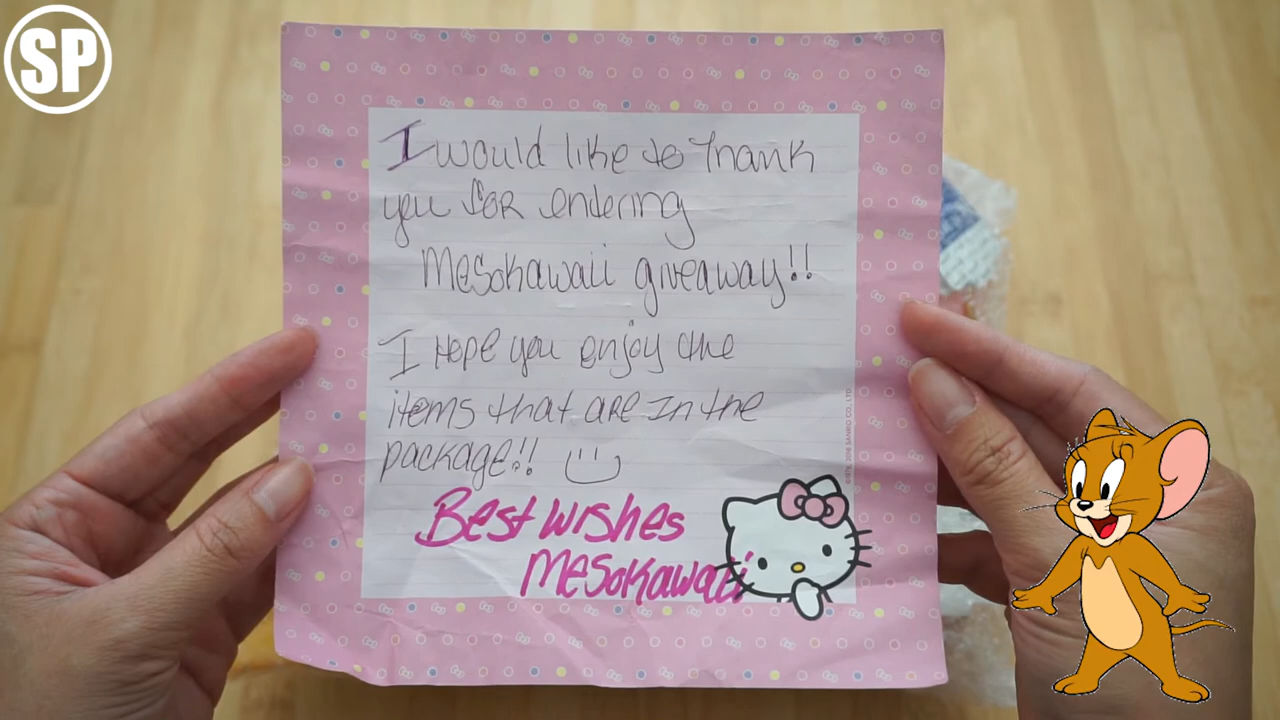 SP
I would like to Thank
you for entering
Mesokawaii giveaway!!
I Hope you enjoy the
items that are In the
package!!
Best wishes
Mesokawaii